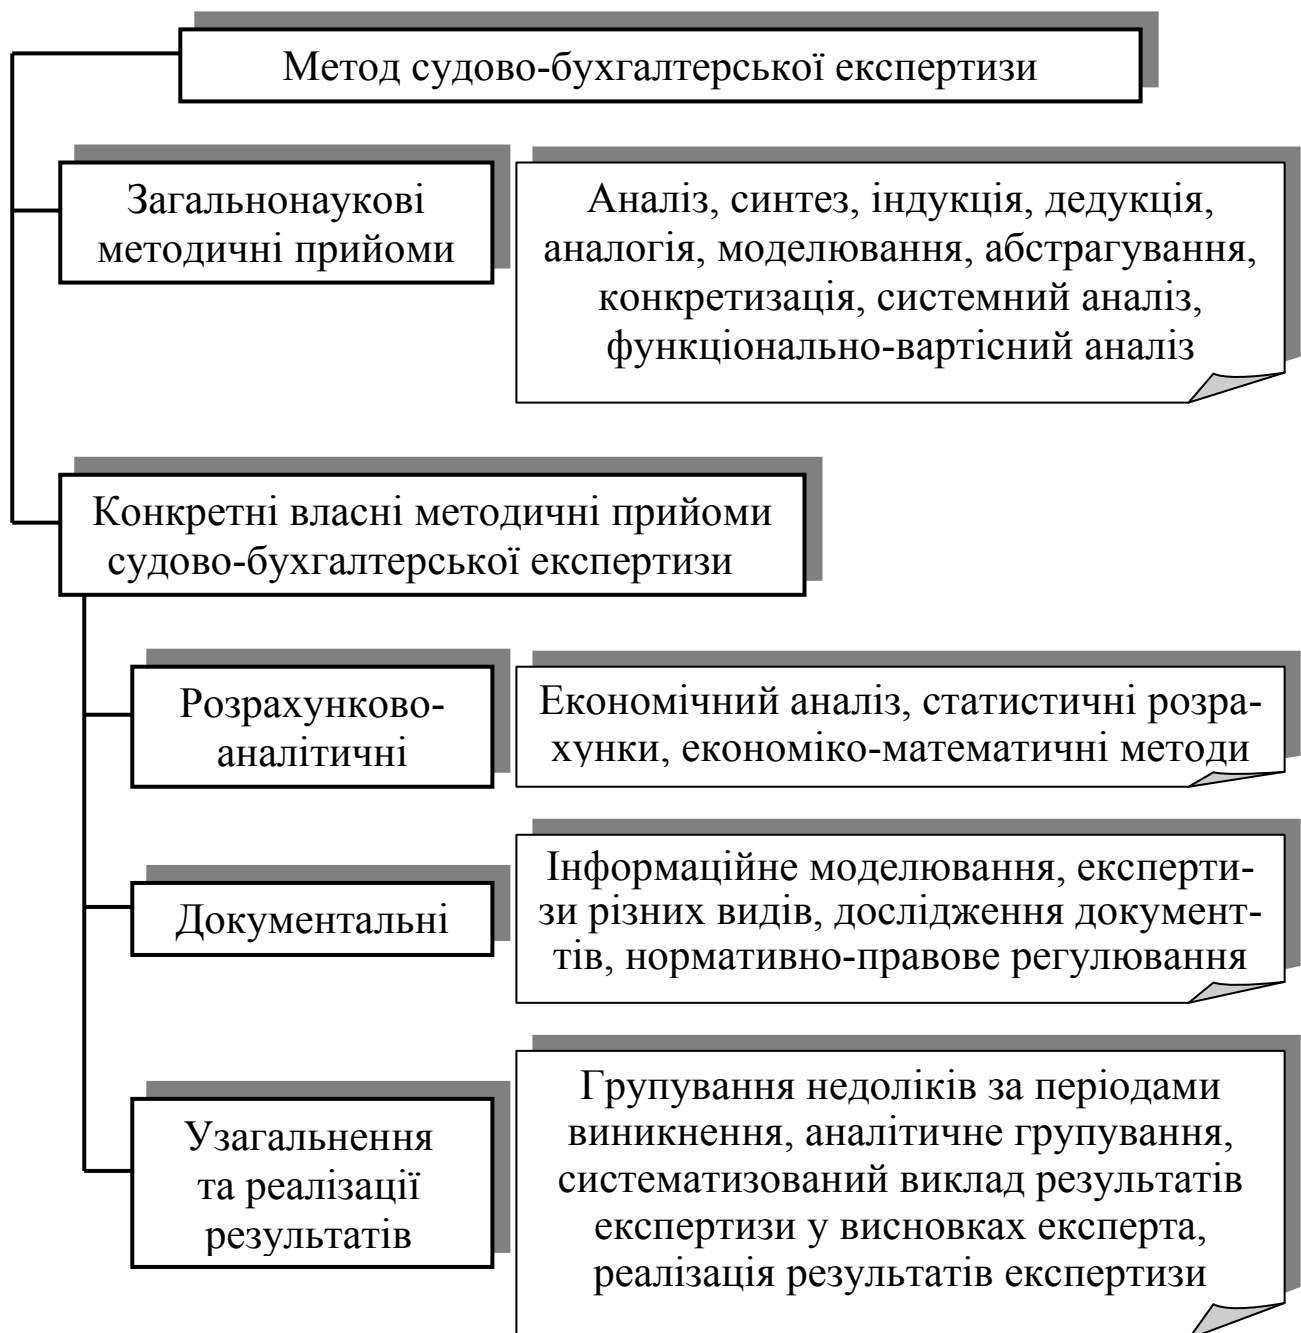 Метод судово-бухгалтерської експертизи
Загальнонаукові
методичні прийоми
Аналіз, синтез, індукція, дедукція,
аналогія, моделювання, абстрагування,
конкретизація, системний аналіз,
функціонально-вартісний аналіз
Конкретні власні методичні прийоми
судово-бухгалтерської експертизи
Розрахунково-
аналітичні
Економічний аналіз, статистичні розра-
хунки, економіко-математичні методи
Документальні
Інформаційне моделювання, експерти-
зи різних видів, дослідження документ-
тів, нормативно-правове регулювання
Узагальнення
та реалізації
результатів
Групування недоліків за періодами
виникнення, аналітичне групування,
систематизований виклад результатів
експертизи у висновках експерта,
реалізація результатів експертизи